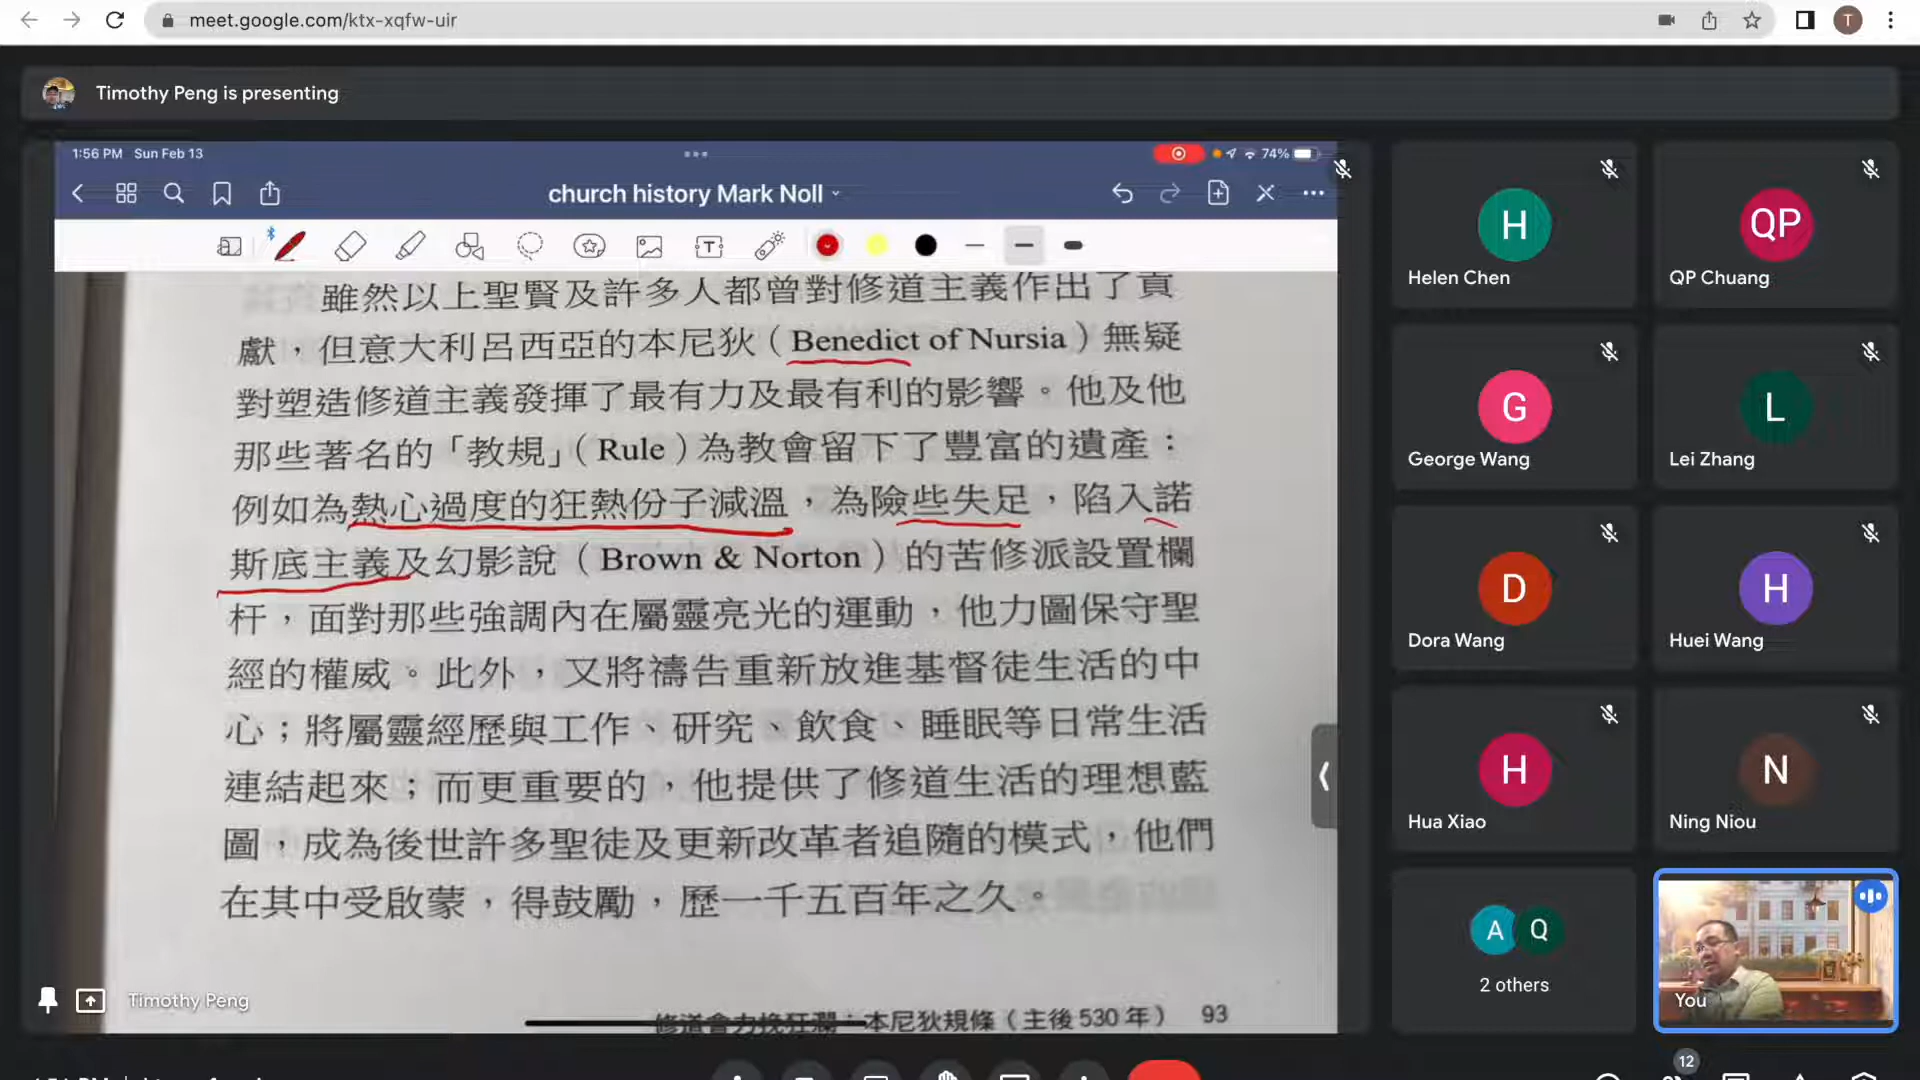 meet.google.com/ktx-xqfw-uir
T
Timothy Peng is presenting
1:56 PM Sun Feb 13
74%
church history Mark Noll
雖然以上聖賢及許多人都曾對修道主義作出了貢
獻，但意大利呂西亞的本尼狄（Benedict of Nursia）無疑
對塑造修道主義發揮了最有力及最有利的影響。他及他
那些著名的「教規」（Rule）為教會留下了豐富的遺產：
例如為熱心過度的狂熱份子減溫，為險些失足，陷入諾
斯底主義及幻影說（Brown & Norton）的苦修派設置欄
杆，面對那些強調內在屬靈亮光的運動，他力圖保守聖
經的權威。此外，又將禱告重新放進基督徒生活的中
心；將屬靈經歷與工作、研究、飲食、睡眠等日常生活
連結起來；而更重要的，他提供了修道生活的理想藍
圖，成為後世許多聖徒及更新改革者追隨的模式，他們
在其中受啟蒙，得鼓勵，歷一千五百年之久。
修道會力挽狂瀾：本尼狄規條（主後530年） 93
Timothy Peng
H
Helen Chen
QP
QP Chuang
G
George Wang
L
Lei Zhang
D
Dora Wang
H
Huei Wang
H
Hua Xiao
N
Ning Niou
A Q
2 others
You
12